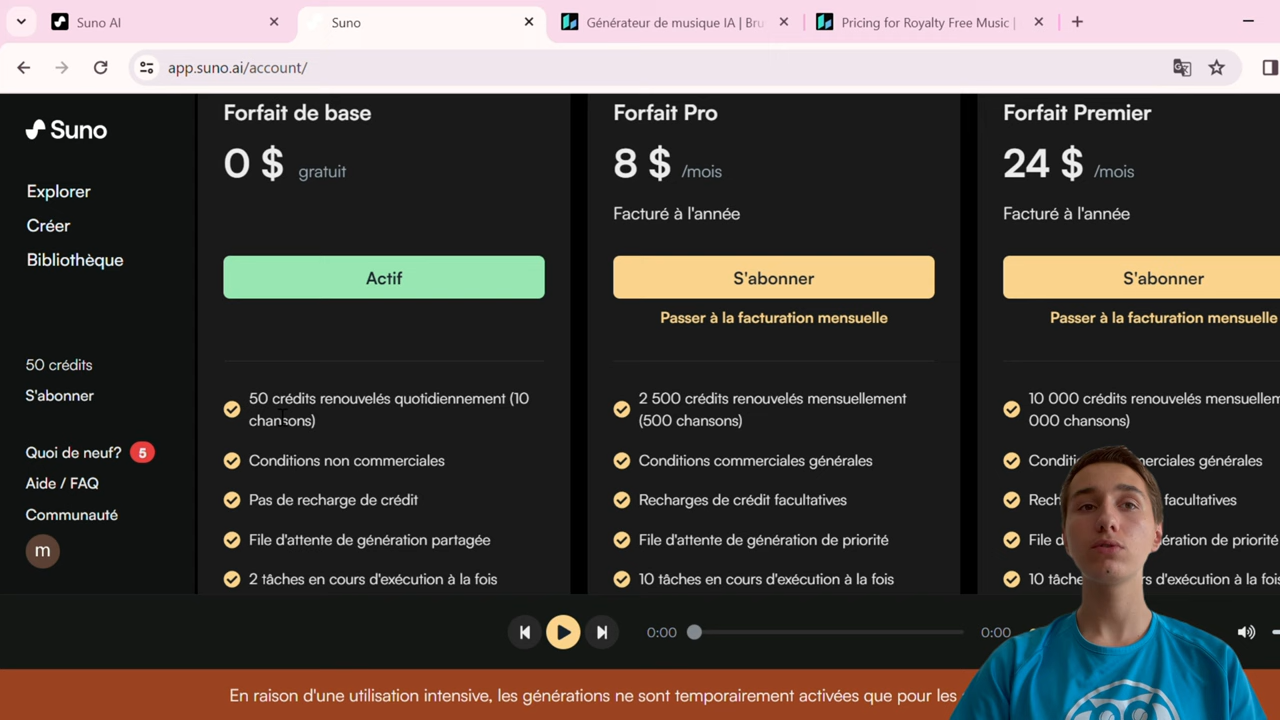 Suno AI
Suno
Générateur de musique IA | Bru
Pricing for Royalty Free Music |
app.suno.ai/account/
Suno
Explorer
Créer
Bibliothèque
50 crédits
S'abonner
Quoi de neuf? 5
Aide / FAQ
Communauté
m
Forfait de base
0 $ gratuit
Actif
50 crédits renouvelés quotidiennement (10
chansons)
Conditions non commerciales
Pas de recharge de crédit
File d'attente de génération partagée
2 tâches en cours d'exécution à la fois
Forfait Pro
8 $ /mois
Facturé à l'année
S'abonner
Passer à la facturation mensuelle
2 500 crédits renouvelés mensuellement
(500 chansons)
Conditions commerciales générales
Recharges de crédit facultatives
File d'attente de génération de priorité
10 tâches en cours d'exécution à la fois
Forfait Premier
24 $ /mois
Facturé à l'année
S'abonner
Passer à la facturation mensuelle
10 000 crédits renouvelés mensuellem
000 chansons)
Condi erciales générales
Rech facultatives
File ération de priorité
10 tâche s d'exécution à la fois
0:00
0:00
En raison d'une utilisation intensive, les générations ne sont temporairement activées que pour les